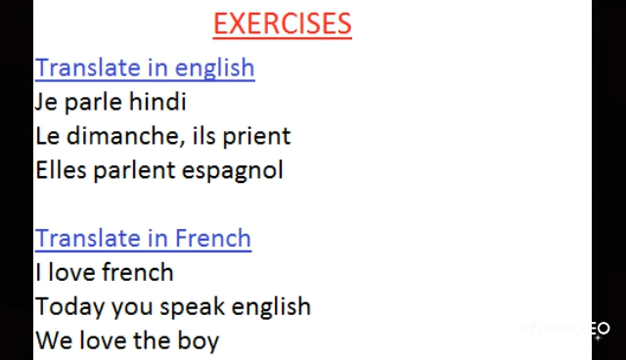 EXERCISES
Translate in english
Je parle hindi
Le dimanche, ils prient
Elles parlent espagnol
Translate in French
I love french
Today you speak english
We love the boy